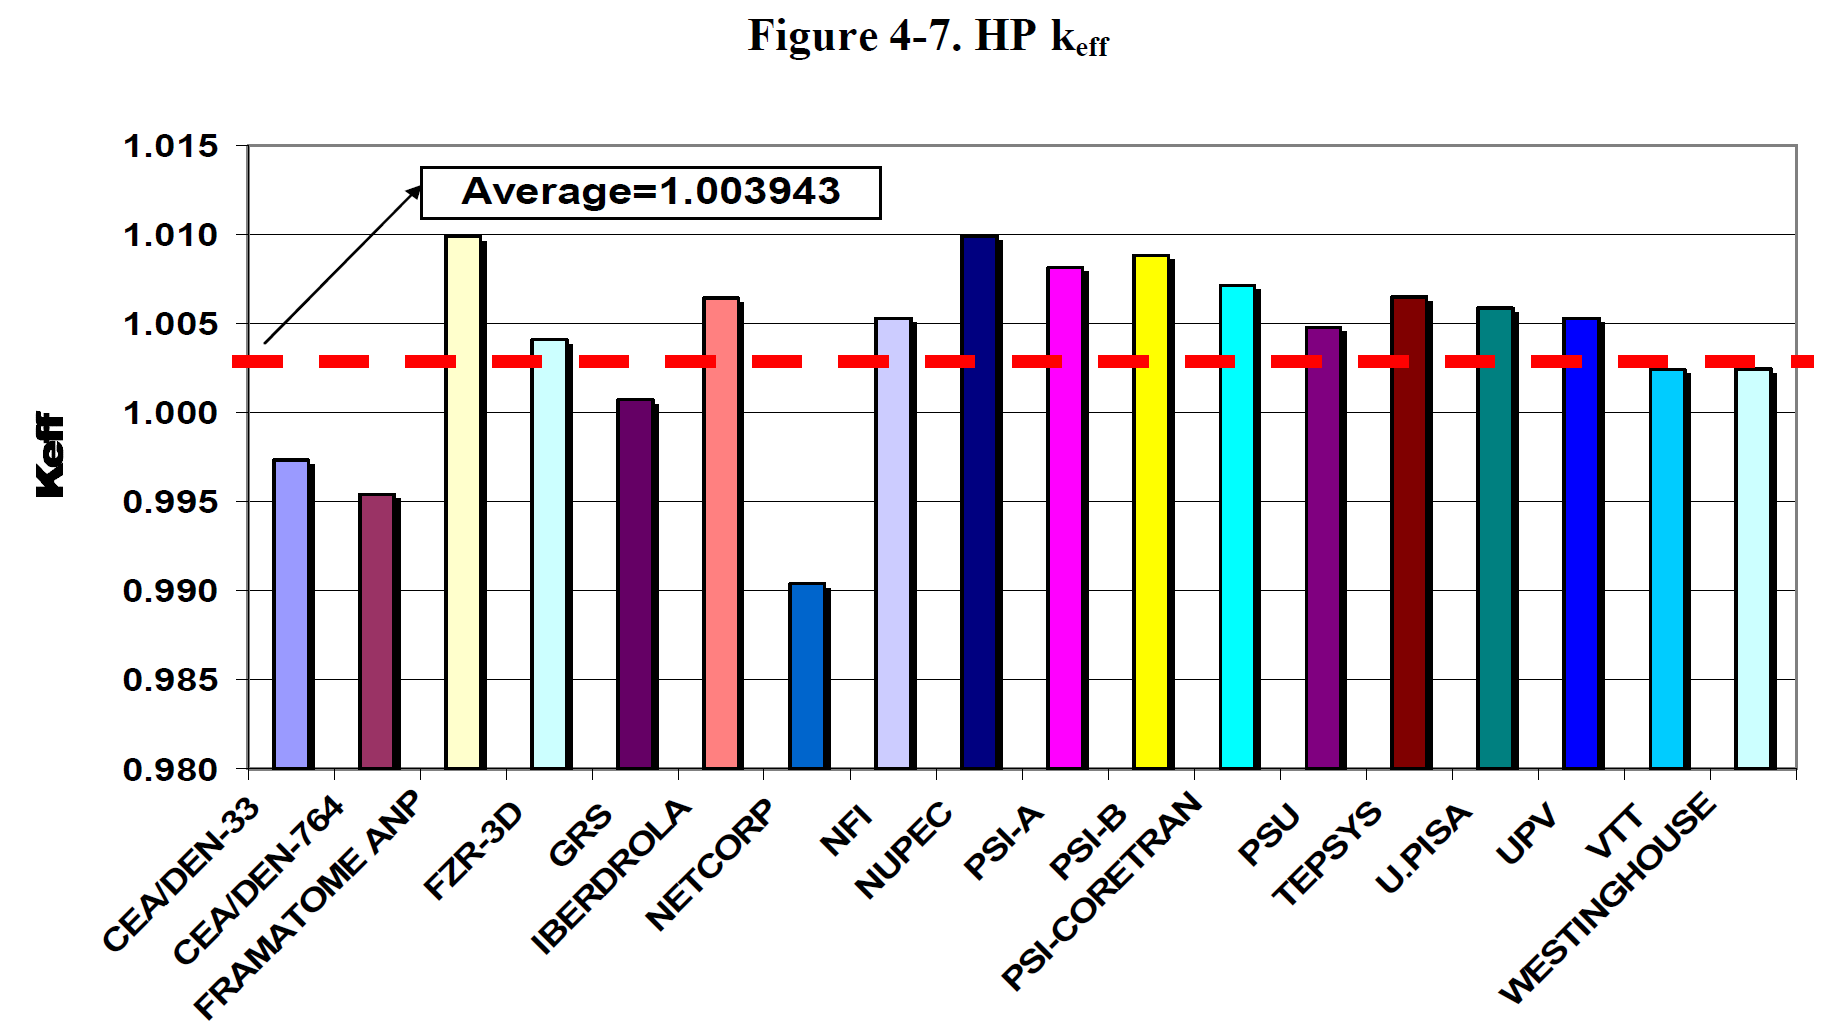 Figure 4-7. HP keff
1.015
Average=1.003943
1.010
1.005
1.000
0.995
0.990
0.985
0.980
Keff
CEA/DEN-33
CEA/DEN-764
FRAMATOME ANP
FZR-3D
GRS
IBERDROLA
NETCORP
NFI
NUPEC
PSI-A
PSI-B
PSI-CORETRAN
PSU
TEPSYS
U.PISA
UPV
VTT
WESTINGHOUSE